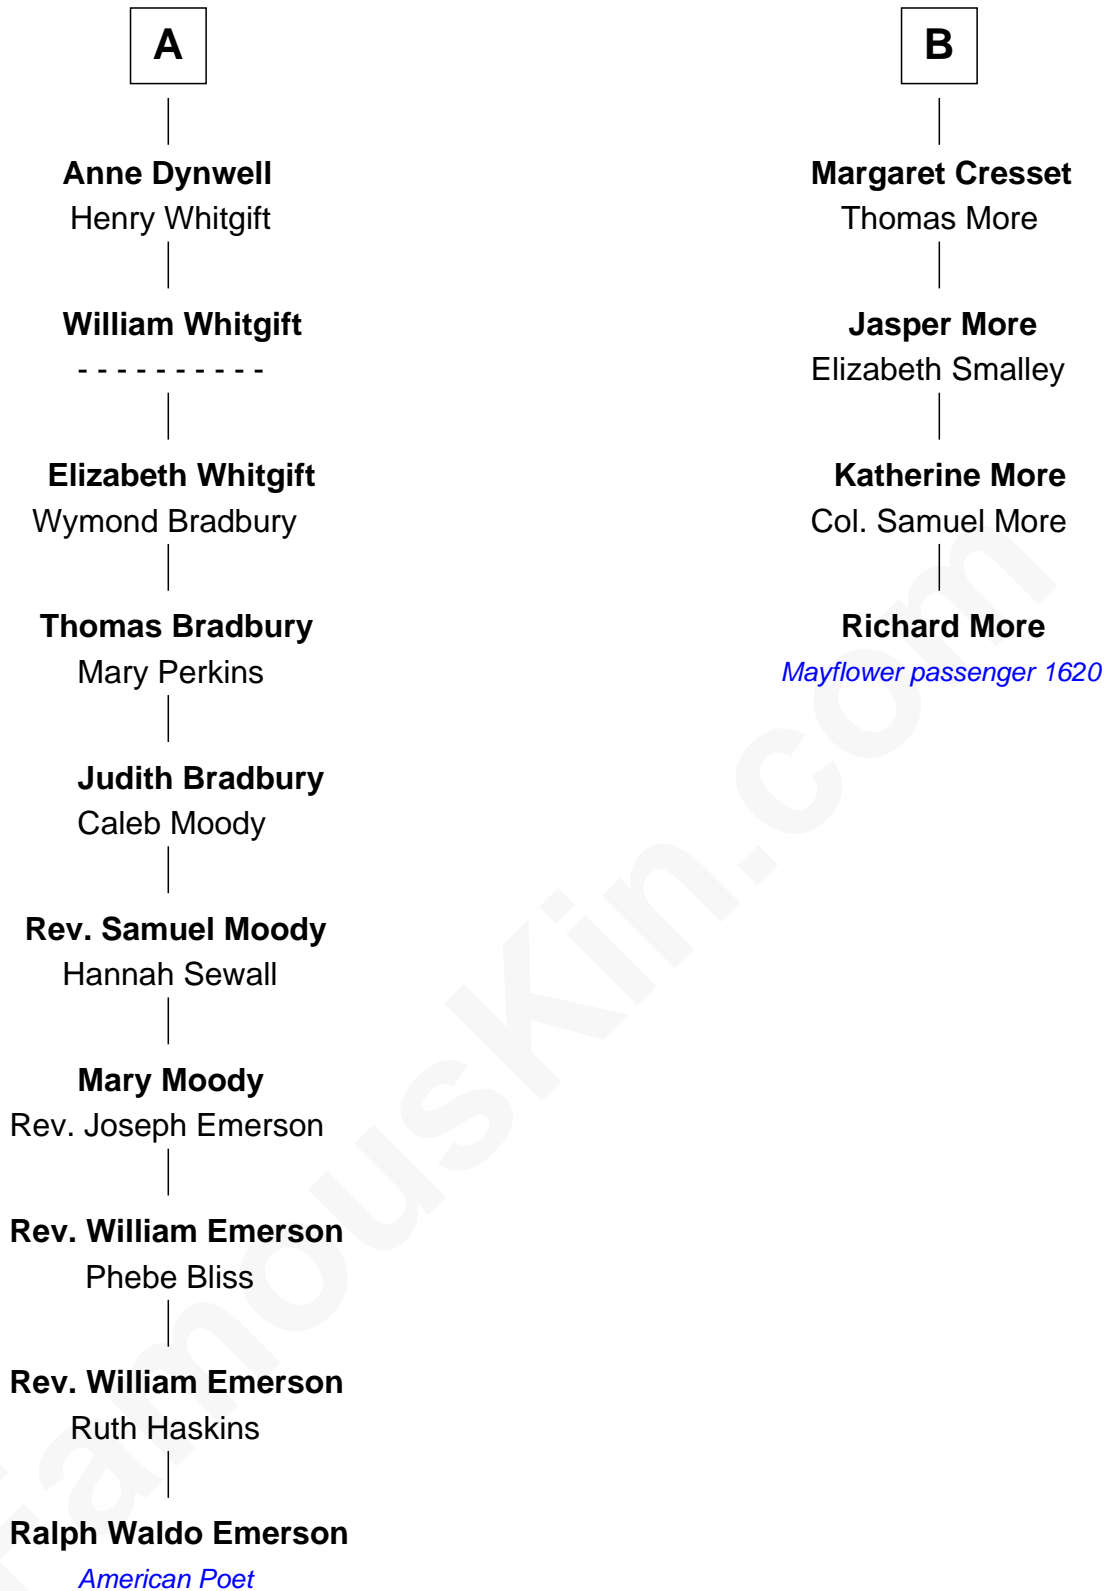 A
Anne Dynwell
Henry Whitgift
William Whitgift
- - - - - - - - - -
Elizabeth Whitgift
Wymond Bradbury
Thomas Bradbury
Mary Perkins
Judith Bradbury
Caleb Moody
Rev. Samuel Moody
Hannah Sewall
Mary Moody
Rev. Joseph Emerson
Rev. William Emerson
Phebe Bliss
Rev. William Emerson
Ruth Haskins
Ralph Waldo Emerson
American Poet
B
Margaret Cresset
Thomas More
Jasper More
Elizabeth Smalley
Katherine More
Col. Samuel More
Richard More
Mayflower passenger 1620
FamousKin.com